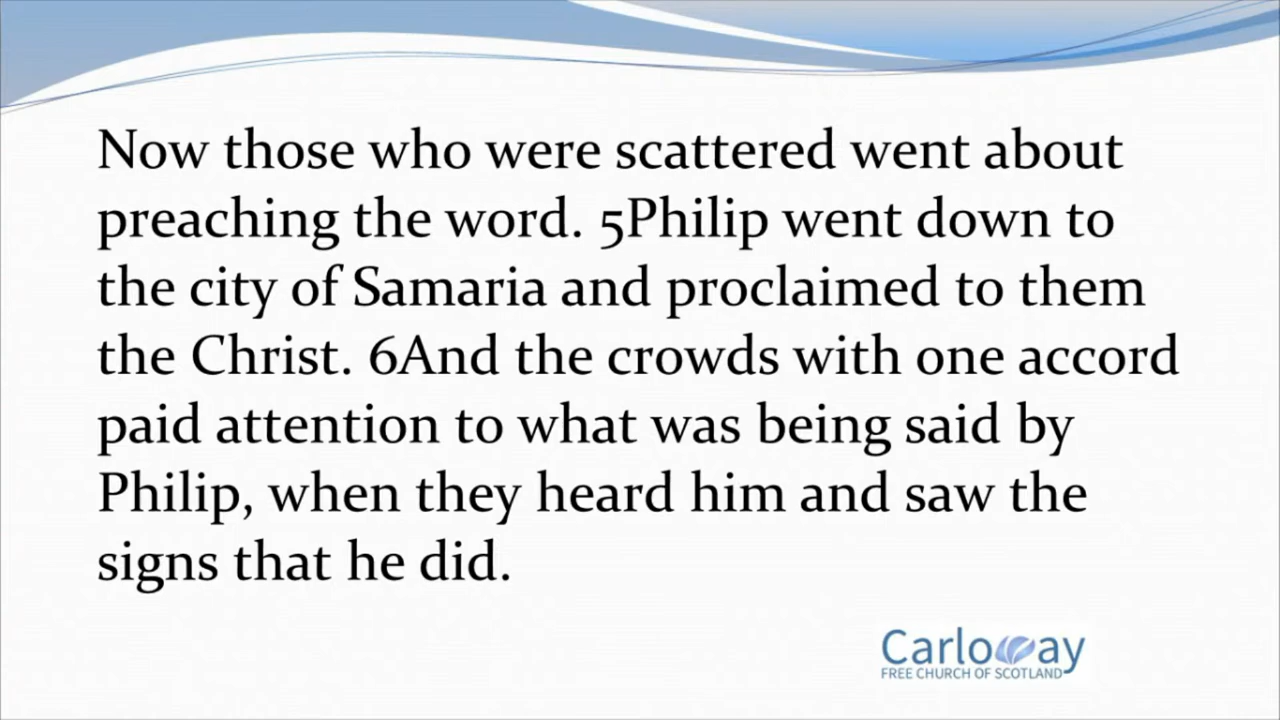 Now those who were scattered went about
preaching the word. 5Philip went down to
the city of Samaria and proclaimed to them
the Christ. 6And the crowds with one accord
paid attention to what was being said by
Philip, when they heard him and saw the
signs that he did.
Carloway
FREE CHURCH OF SCOTLAND